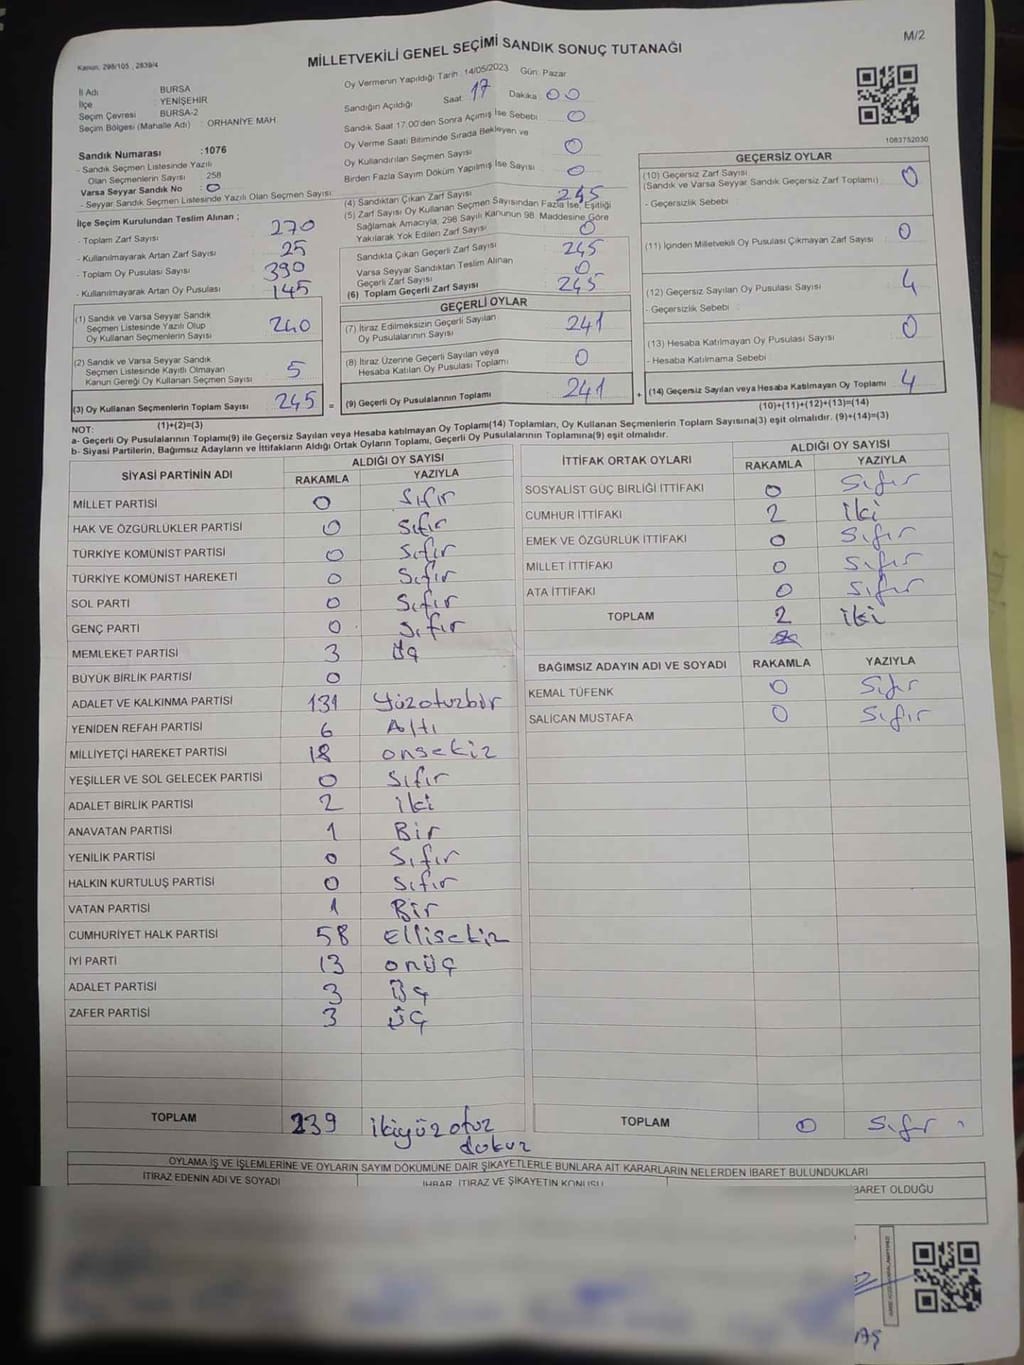 Kanun: 298/105 , 2839/4
MİLLETVEKİLİ GENEL SEÇİMİ SANDIK SONUÇ TUTANAĞI
M/2
İl Adı BURSA
İlçe : YENİŞEHİR
Seçim Çevresi BURSA-2
Seçim Bölgesi (Mahalle Adı) : ORHANİYE MAH.
Sandık Numarası : 1076
- Sandık Seçmen Listesinde Yazılı
Olan Seçmenlerin Sayısı : 258
Varsa Seyyar Sandık No : 0
- Seyyar Sandık Seçmen Listesinde Yazılı Olan Seçmen Sayısı
Oy Vermenin Yapıldığı Tarih : 14/05/2023 Gün: Pazar
Sandığın Açıldığı Saat: 17 Dakika: 00
Sandık Saat 17:00'den Sonra Açımış İse Sebebi 0
Oy Verme Saati Bitiminde Sırada Bekleyen ve
Oy Kullandırılan Seçmen Sayısı 0
Birden Fazla Sayım Döküm Yapılmış İse Sayısı 0
1083752030
İlçe Seçim Kurulundan Teslim Alınan ;
- Toplam Zarf Sayısı 270
- Kullanılmayarak Artan Zarf Sayısı 25
- Toplam Oy Pusulası Sayısı 390
- Kullanılmayarak Artan Oy Pusulası 145
(1) Sandık ve Varsa Seyyar Sandık
Seçmen Listesinde Yazılı Olup
Oy Kullanan Seçmenlerin Sayısı 240
(2) Sandık ve Varsa Seyyar Sandık
Seçmen Listesinde Kayıtlı Olmayan
Kanun Gereği Oy Kullanan Seçmen Sayısı 5
(3) Oy Kullanan Seçmenlerin Toplam Sayısı 245 =
(1)+(2)=(3)
(4) Sandıktan Çıkan Zarf Sayısı 245
(5) Zarf Sayısı Oy Kullanan Seçmen Sayısından Fazla İse, Eşitliği
Sağlamak Amacıyla, 298 Sayılı Kanunun 98. Maddesine Göre
Yakılarak Yok Edilen Zarf Sayısı 0
Sandıkta Çıkan Geçerli Zarf Sayısı 245
Varsa Seyyar Sandıktan Teslim Alınan
Geçerli Zarf Sayısı 0
(6) Toplam Geçerli Zarf Sayısı 245
GEÇERLİ OYLAR
(7) İtiraz Edilmeksizin Geçerli Sayılan
Oy Pusulalarının Sayısı 241
(8) İtiraz Üzerine Geçerli Sayılan veya
Hesaba Katılan Oy Pusulası Toplamı 0
(9) Geçerli Oy Pusulalarının Toplamı 241 +
GEÇERSİZ OYLAR
(10) Geçersiz Zarf Sayısı
(Sandık ve Varsa Seyyar Sandık Geçersiz Zarf Toplamı) 0
- Geçersizlik Sebebi :
(11) İçinden Milletvekili Oy Pusulası Çıkmayan Zarf Sayısı 0
(12) Geçersiz Sayılan Oy Pusulası Sayısı 4
- Geçersizlik Sebebi :
(13) Hesaba Katılmayan Oy Pusulası Sayısı 0
- Hesaba Katılmama Sebebi :
(14) Geçersiz Sayılan veya Hesaba Katılmayan Oy Toplamı 4
(10)+(11)+(12)+(13)=(14)
NOT:
a- Geçerli Oy Pusulalarının Toplamı(9) ile Geçersiz Sayılan veya Hesaba katılmayan Oy Toplamı(14) Toplamları, Oy Kullanan Seçmenlerin Toplam Sayısına(3) eşit olmalıdır. (9)+(14)=(3)
b- Siyasi Partilerin, Bağımsız Adayların ve İttifakların Aldığı Ortak Oyların Toplamı, Geçerli Oy Pusulalarının Toplamına(9) eşit olmalıdır.
SİYASİ PARTİNİN ADI ALDIĞI OY SAYISI
RAKAMLA YAZIYLA
MİLLET PARTİSİ 0 Sıfır
HAK VE ÖZGÜRLÜKLER PARTİSİ 0 Sıfır
TÜRKİYE KOMÜNİST PARTİSİ 0 Sıfır
TÜRKİYE KOMÜNİST HAREKETİ 0 Sıfır
SOL PARTİ 0 Sıfır
GENÇ PARTİ 0 Sıfır
MEMLEKET PARTİSİ 3 Üç
BÜYÜK BİRLİK PARTİSİ 0
ADALET VE KALKINMA PARTİSİ 131 Yüzotuzbir
YENİDEN REFAH PARTİSİ 6 Altı
MİLLİYETÇİ HAREKET PARTİSİ 18 onsekiz
YEŞİLLER VE SOL GELECEK PARTİSİ 0 Sıfır
ADALET BİRLİK PARTİSİ 2 iki
ANAVATAN PARTİSİ 1 Bir
YENİLİK PARTİSİ 0 Sıfır
HALKIN KURTULUŞ PARTİSİ 0 Sıfır
VATAN PARTİSİ 1 Bir
CUMHURİYET HALK PARTİSİ 58 Ellisekiz
İYİ PARTİ 13 onüç
ADALET PARTİSİ 3 Üç
ZAFER PARTİSİ 3 Üç
TOPLAM 239 ikiyüzotuz
dokuz
İTTİFAK ORTAK OYLARI ALDIĞI OY SAYISI
RAKAMLA YAZIYLA
SOSYALİST GÜÇ BİRLİĞİ İTTİFAKI 0 Sıfır
CUMHUR İTTİFAKI 2 iki
EMEK VE ÖZGÜRLÜK İTTİFAKI 0 Sıfır
MİLLET İTTİFAKI 0 Sıfır
ATA İTTİFAKI 0 Sıfır
TOPLAM 2 iki
BAĞIMSIZ ADAYIN ADI VE SOYADI RAKAMLA YAZIYLA
KEMAL TÜFENK 0 Sıfır
SALİCAN MUSTAFA 0 Sıfır
TOPLAM 0 Sıfır
OYLAMA İŞ VE İŞLEMLERİNE VE OYLARIN SAYIM DÖKÜMÜNE DAİR ŞİKAYETLERLE BUNLARA AİT KARARLARIN NELERDEN İBARET BULUNDUKLARI
İTİRAZ EDENİN ADI VE SOYADI İHBAR, İTİRAZ VE ŞİKAYETİN KONUSU BARET OLDUĞU